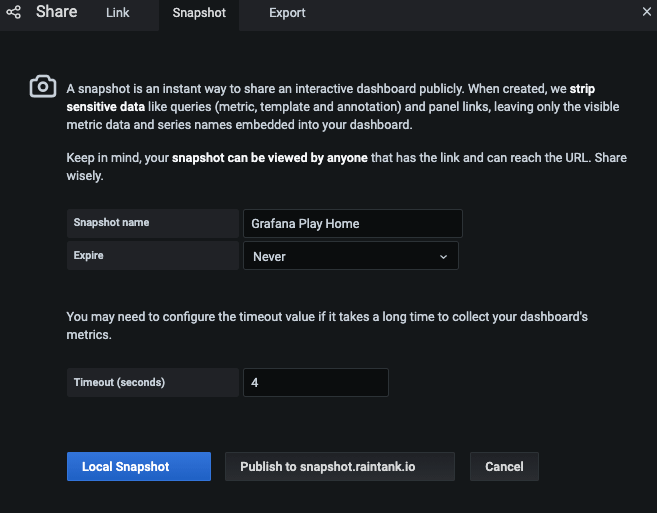 Share Link Snapshot Export
A snapshot is an instant way to share an interactive dashboard publicly. When created, we strip
sensitive data like queries (metric, template and annotation) and panel links, leaving only the visible
metric data and series names embedded into your dashboard.
Keep in mind, your snapshot can be viewed by anyone that has the link and can reach the URL. Share
wisely.
Snapshot name Grafana Play Home
Expire Never
You may need to configure the timeout value if it takes a long time to collect your dashboard's
metrics.
Timeout (seconds) 4
Local Snapshot Publish to snapshot.raintank.io Cancel